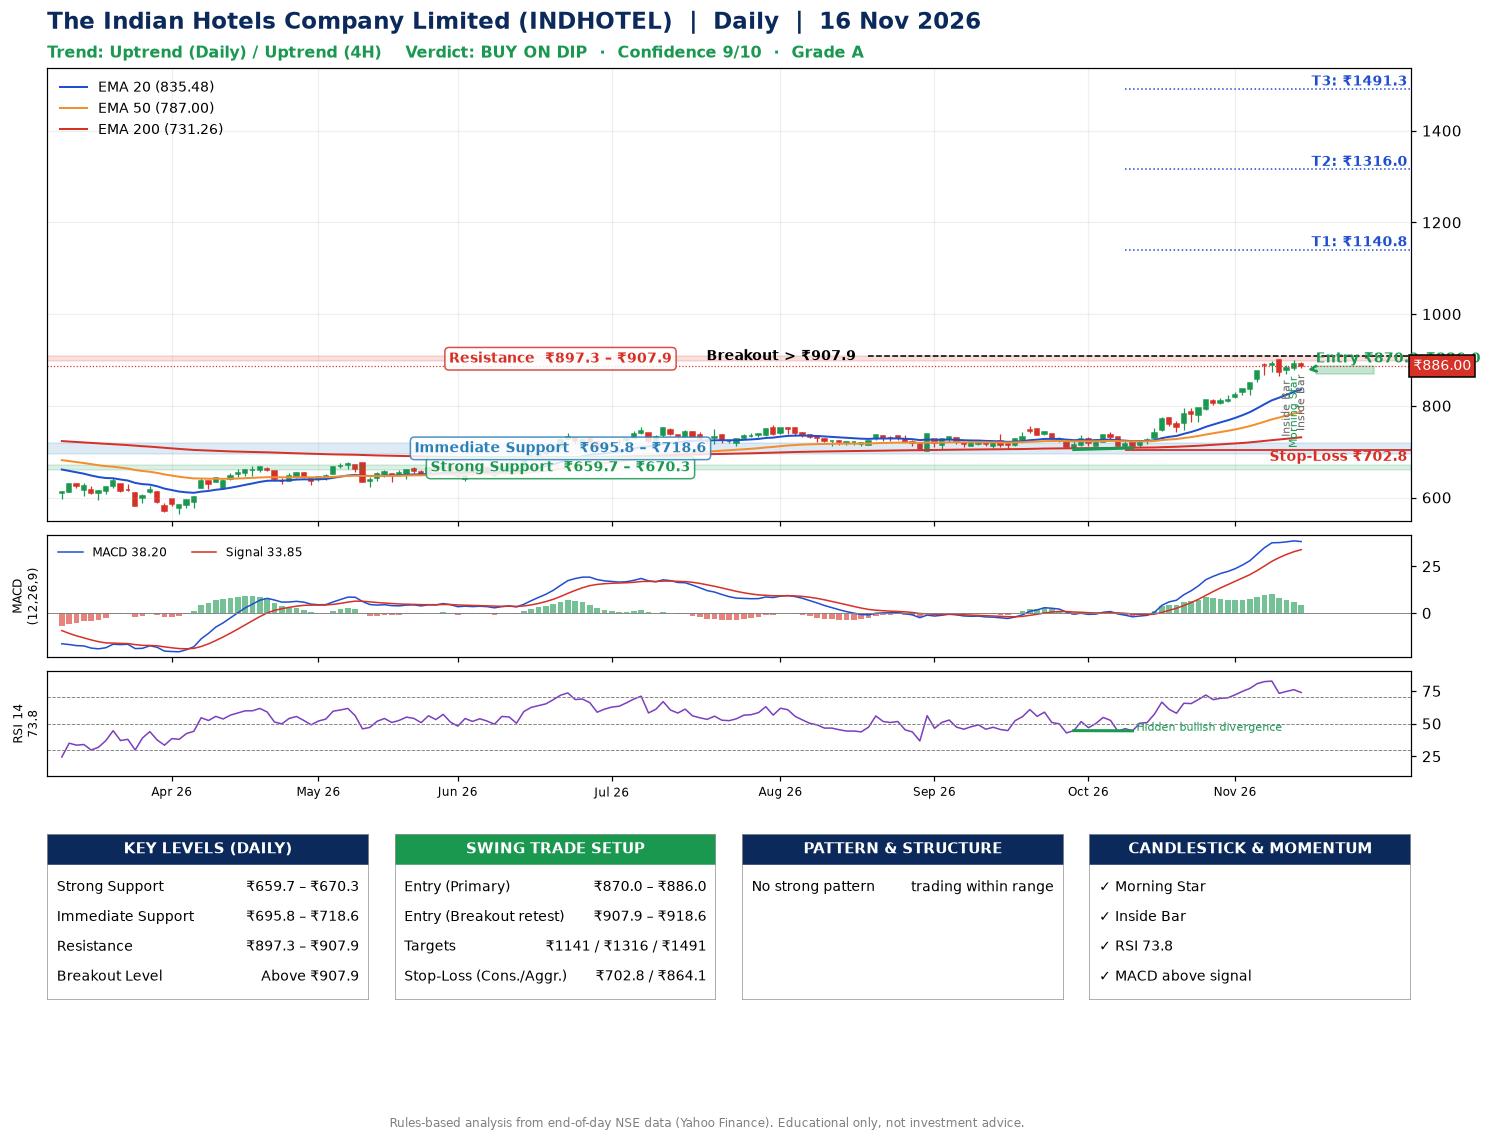 The Indian Hotels Company Limited (INDHOTEL)  |  Daily  |  16 Nov 2026
Trend: Uptrend (Daily) / Uptrend (4H)    Verdict: BUY ON DIP  ·  Confidence 9/10  ·  Grade A
EMA 20 (835.48)
EMA 50 (787.00)
EMA 200 (731.26)
T3: ₹1491.3
T2: ₹1316.0
T1: ₹1140.8
1400
1200
1000
800
600
Resistance  ₹897.3 – ₹907.9
Breakout > ₹907.9
Entry ₹870.
₹886.00
Inside Bar
Morning Star
Inside Bar
Immediate Support  ₹695.8 – ₹718.6
Strong Support  ₹659.7 – ₹670.3
Stop-Loss ₹702.8
MACD (12,26,9)
MACD 38.20
Signal 33.85
25
0
RSI 14
73.8
75
50
25
Hidden bullish divergence
Apr 26
May 26
Jun 26
Jul 26
Aug 26
Sep 26
Oct 26
Nov 26
KEY LEVELS (DAILY)
Strong Support ₹659.7 – ₹670.3
Immediate Support ₹695.8 – ₹718.6
Resistance ₹897.3 – ₹907.9
Breakout Level Above ₹907.9
SWING TRADE SETUP
Entry (Primary) ₹870.0 – ₹886.0
Entry (Breakout retest) ₹907.9 – ₹918.6
Targets ₹1141 / ₹1316 / ₹1491
Stop-Loss (Cons./Aggr.) ₹702.8 / ₹864.1
PATTERN & STRUCTURE
No strong pattern trading within range
CANDLESTICK & MOMENTUM
✓ Morning Star
✓ Inside Bar
✓ RSI 73.8
✓ MACD above signal
Rules-based analysis from end-of-day NSE data (Yahoo Finance). Educational only, not investment advice.